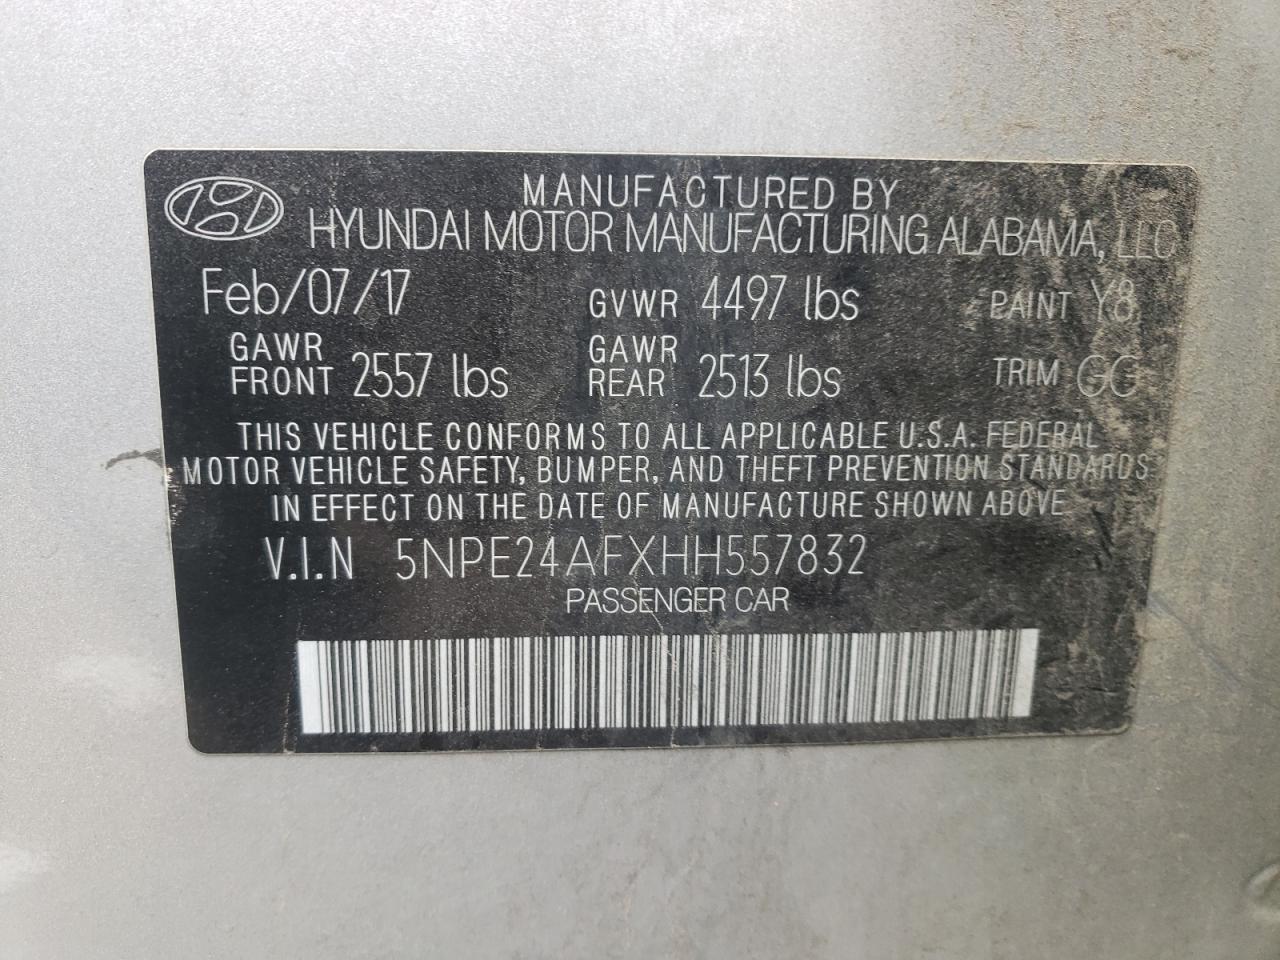 MANUFACTURED BY
HYUNDAI MOTOR MANUFACTURING ALABAMA, LLC
Feb/07/17 GVWR 4497 lbs PAINT Y8
GAWR FRONT 2557 lbs GAWR REAR 2513 lbs TRIM GG
THIS VEHICLE CONFORMS TO ALL APPLICABLE U.S.A. FEDERAL
MOTOR VEHICLE SAFETY, BUMPER, AND THEFT PREVENTION STANDARDS
IN EFFECT ON THE DATE OF MANUFACTURE SHOWN ABOVE
V.I.N 5NPE24AFXHH557832
PASSENGER CAR